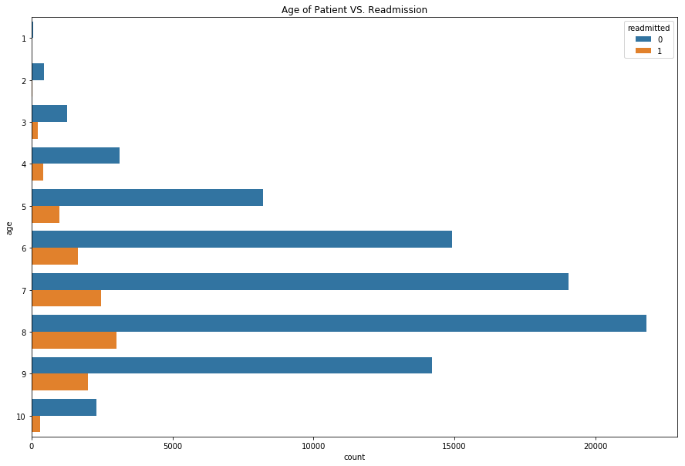 Age of Patient VS. Readmission
readmitted
0
1
age
1
2
3
4
5
6
7
8
9
10
0 5000 10000 15000 20000
count